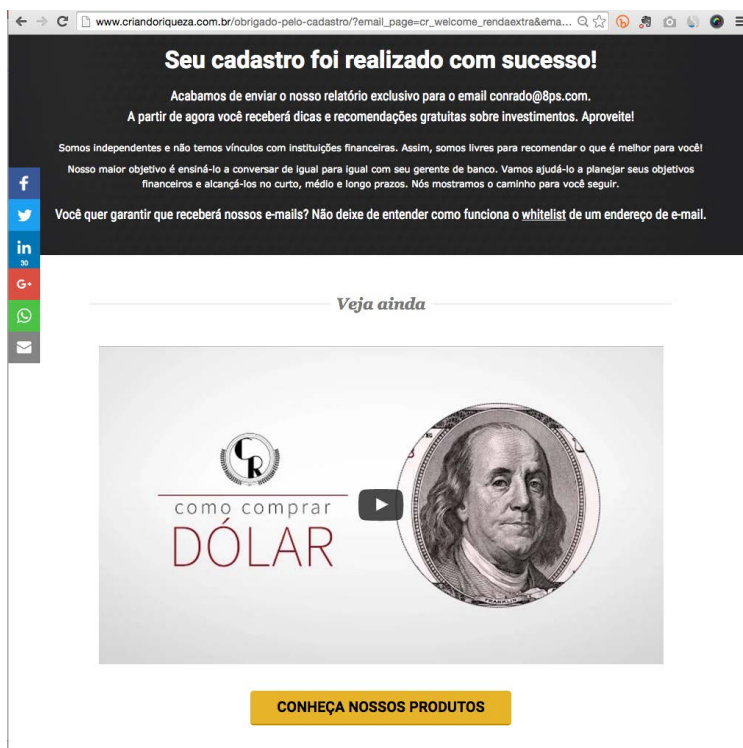 www.criandoriqueza.com.br/obrigado-pelo-cadastro/?email_page=cr_welcome_rendaextra&ema...
Seu cadastro foi realizado com sucesso!
Acabamos de enviar o nosso relatório exclusivo para o email conrado@8ps.com.
A partir de agora você receberá dicas e recomendações gratuitas sobre investimentos. Aproveite!
Somos independentes e não temos vínculos com instituições financeiras. Assim, somos livres para recomendar o que é melhor para você!
Nosso maior objetivo é ensiná-lo a conversar de igual para igual com seu gerente de banco. Vamos ajudá-lo a planejar seus objetivos
financeiros e alcançá-los no curto, médio e longo prazos. Nós mostramos o caminho para você seguir.
Você quer garantir que receberá nossos e-mails? Não deixe de entender como funciona o whitelist de um endereço de e-mail.
f
in
30
G+
Veja ainda
CR
como comprar
DÓLAR
FRANKLIN
CONHEÇA NOSSOS PRODUTOS